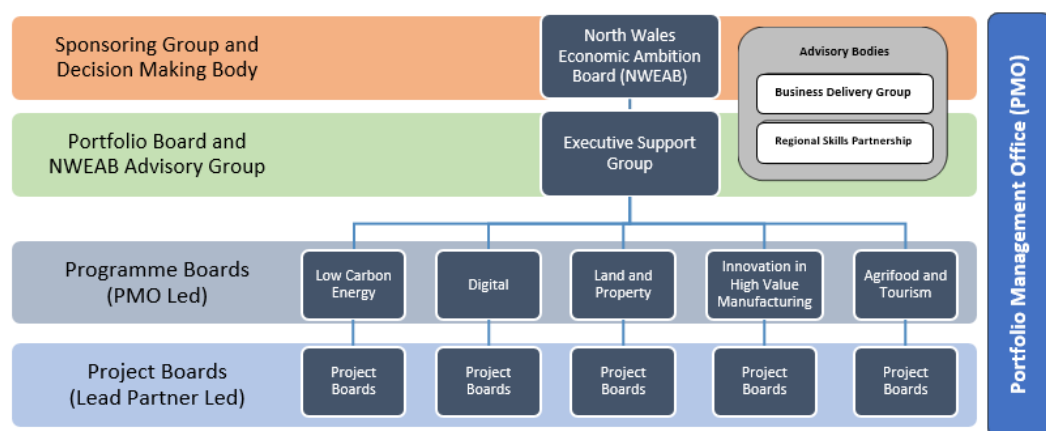 Sponsoring Group and
Decision Making Body
North Wales
Economic Ambition
Board (NWEAB)
Advisory Bodies
Business Delivery Group
Regional Skills Partnership
Portfolio Board and
NWEAB Advisory Group
Executive Support
Group
Programme Boards
(PMO Led)
Low Carbon
Energy
Digital
Land and
Property
Innovation in
High Value
Manufacturing
Agrifood and
Tourism
Project Boards
(Lead Partner Led)
Project
Boards
Project
Boards
Project
Boards
Project
Boards
Project
Boards
Portfolio Management Office (PMO)